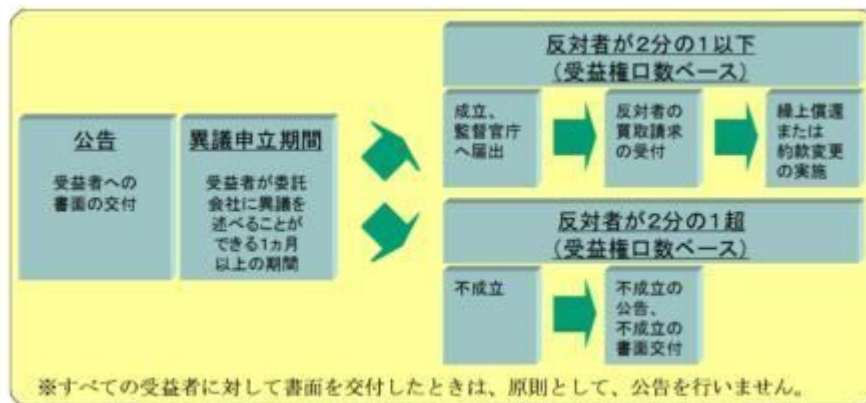 公告
受益者への
書面の交付
異議申立期間
受益者が委託
会社に異議を
述べることが
できる1ヵ月
以上の期間
反対者が2分の1以下
(受益権口数ベース)
成立、
監督官庁
へ届出
反対者の
買取請求
の受付
繰上償還
または
約款変更
の実施
反対者が2分の1超
(受益権口数ベース)
不成立
不成立の
公告、
不成立の
書面交付
※すべての受益者に対して書面を交付したときは、原則として、公告を行いません。